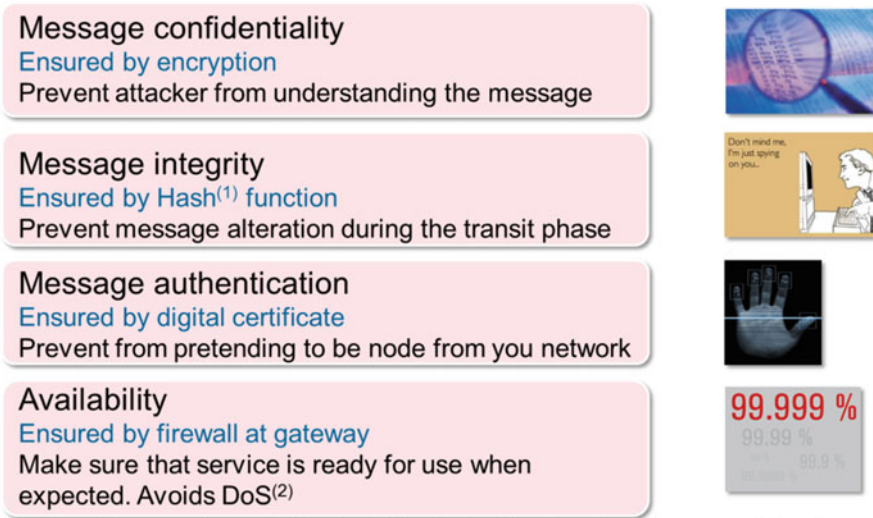 Message confidentiality
Ensured by encryption
Prevent attacker from understanding the message
Don't mind me,
I'm just spying
on you...
Message integrity
Ensured by Hash(1) function
Prevent message alteration during the transit phase
Message authentication
Ensured by digital certificate
Prevent from pretending to be node from you network
Availability
Ensured by firewall at gateway
Make sure that service is ready for use when
expected. Avoids DoS(2)
99.999 %
99.99 %
99.9 %